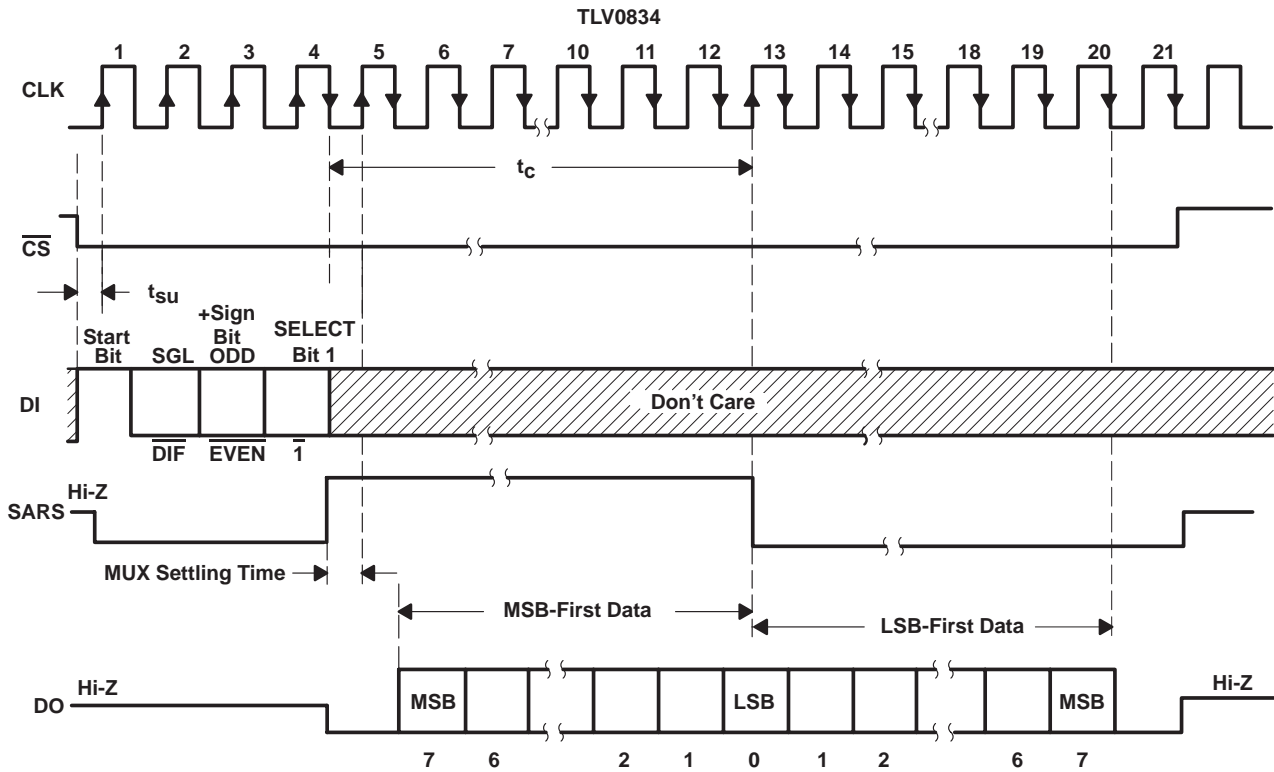 TLV0834
1 2 3 4 5 6 7 10 11 12 13 14 15 18 19 20 21
CLK
tc
CS
tsu
Start Bit
SGL
+Sign Bit ODD
SELECT Bit 1
DI
Don't Care
DIF EVEN 1
Hi-Z
SARS
MUX Settling Time
MSB-First Data
LSB-First Data
Hi-Z
Hi-Z
DO
MSB LSB MSB
7 6 2 1 0 1 2 6 7